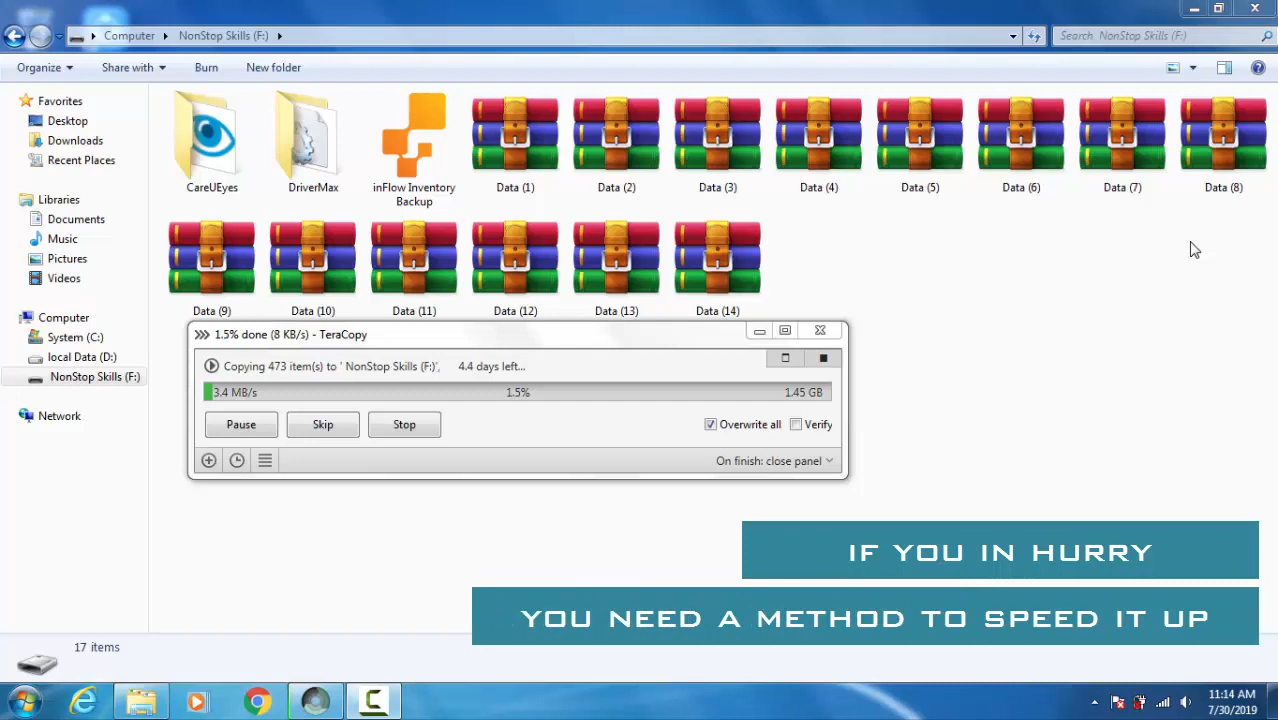 Computer NonStop Skills (F:)
Search NonStop Skills (F:)
Organize Share with Burn New folder
Favorites
Desktop
Downloads
Recent Places
Libraries
Documents
Music
Pictures
Videos
Computer
System (C:)
local Data (D:)
NonStop Skills (F:)
Network
CareUEyes
DriverMax
inFlow Inventory
Backup
Data (1)
Data (2)
Data (3)
Data (4)
Data (5)
Data (6)
Data (7)
Data (8)
Data (9)
Data (10)
Data (11)
Data (12)
Data (13)
Data (14)
1.5% done (8 KB/s) - TeraCopy
Copying 473 item(s) to ' NonStop Skills (F:)', 4.4 days left...
3.4 MB/s 1.5% 1.45 GB
Pause Skip Stop Overwrite all Verify
On finish: close panel
IF YOU IN HURRY
YOU NEED A METHOD TO SPEED IT UP
17 items
11:14 AM
7/30/2019